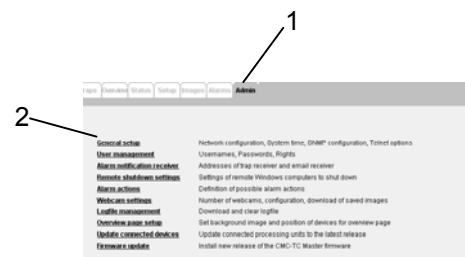 1
raps Overview Status Setup Images Alarms Admin
2
General setup Network configuration, System time, SNMP configuration, Telnet options
User management Usernames, Passwords, Rights
Alarm notification receiver Addresses of trap receiver and email receiver
Remote shutdown settings Settings of remote Windows computers to shut down
Alarm actions Definition of possible alarm actions
Webcam settings Number of webcams, configuration, download of saved images
Logfile management Download and clear logfile
Overview page setup Set background image and position of devices for overview page
Update connected devices Update connected processing units to the latest release
Firmware update Install new release of the CMC-TC Master firmware